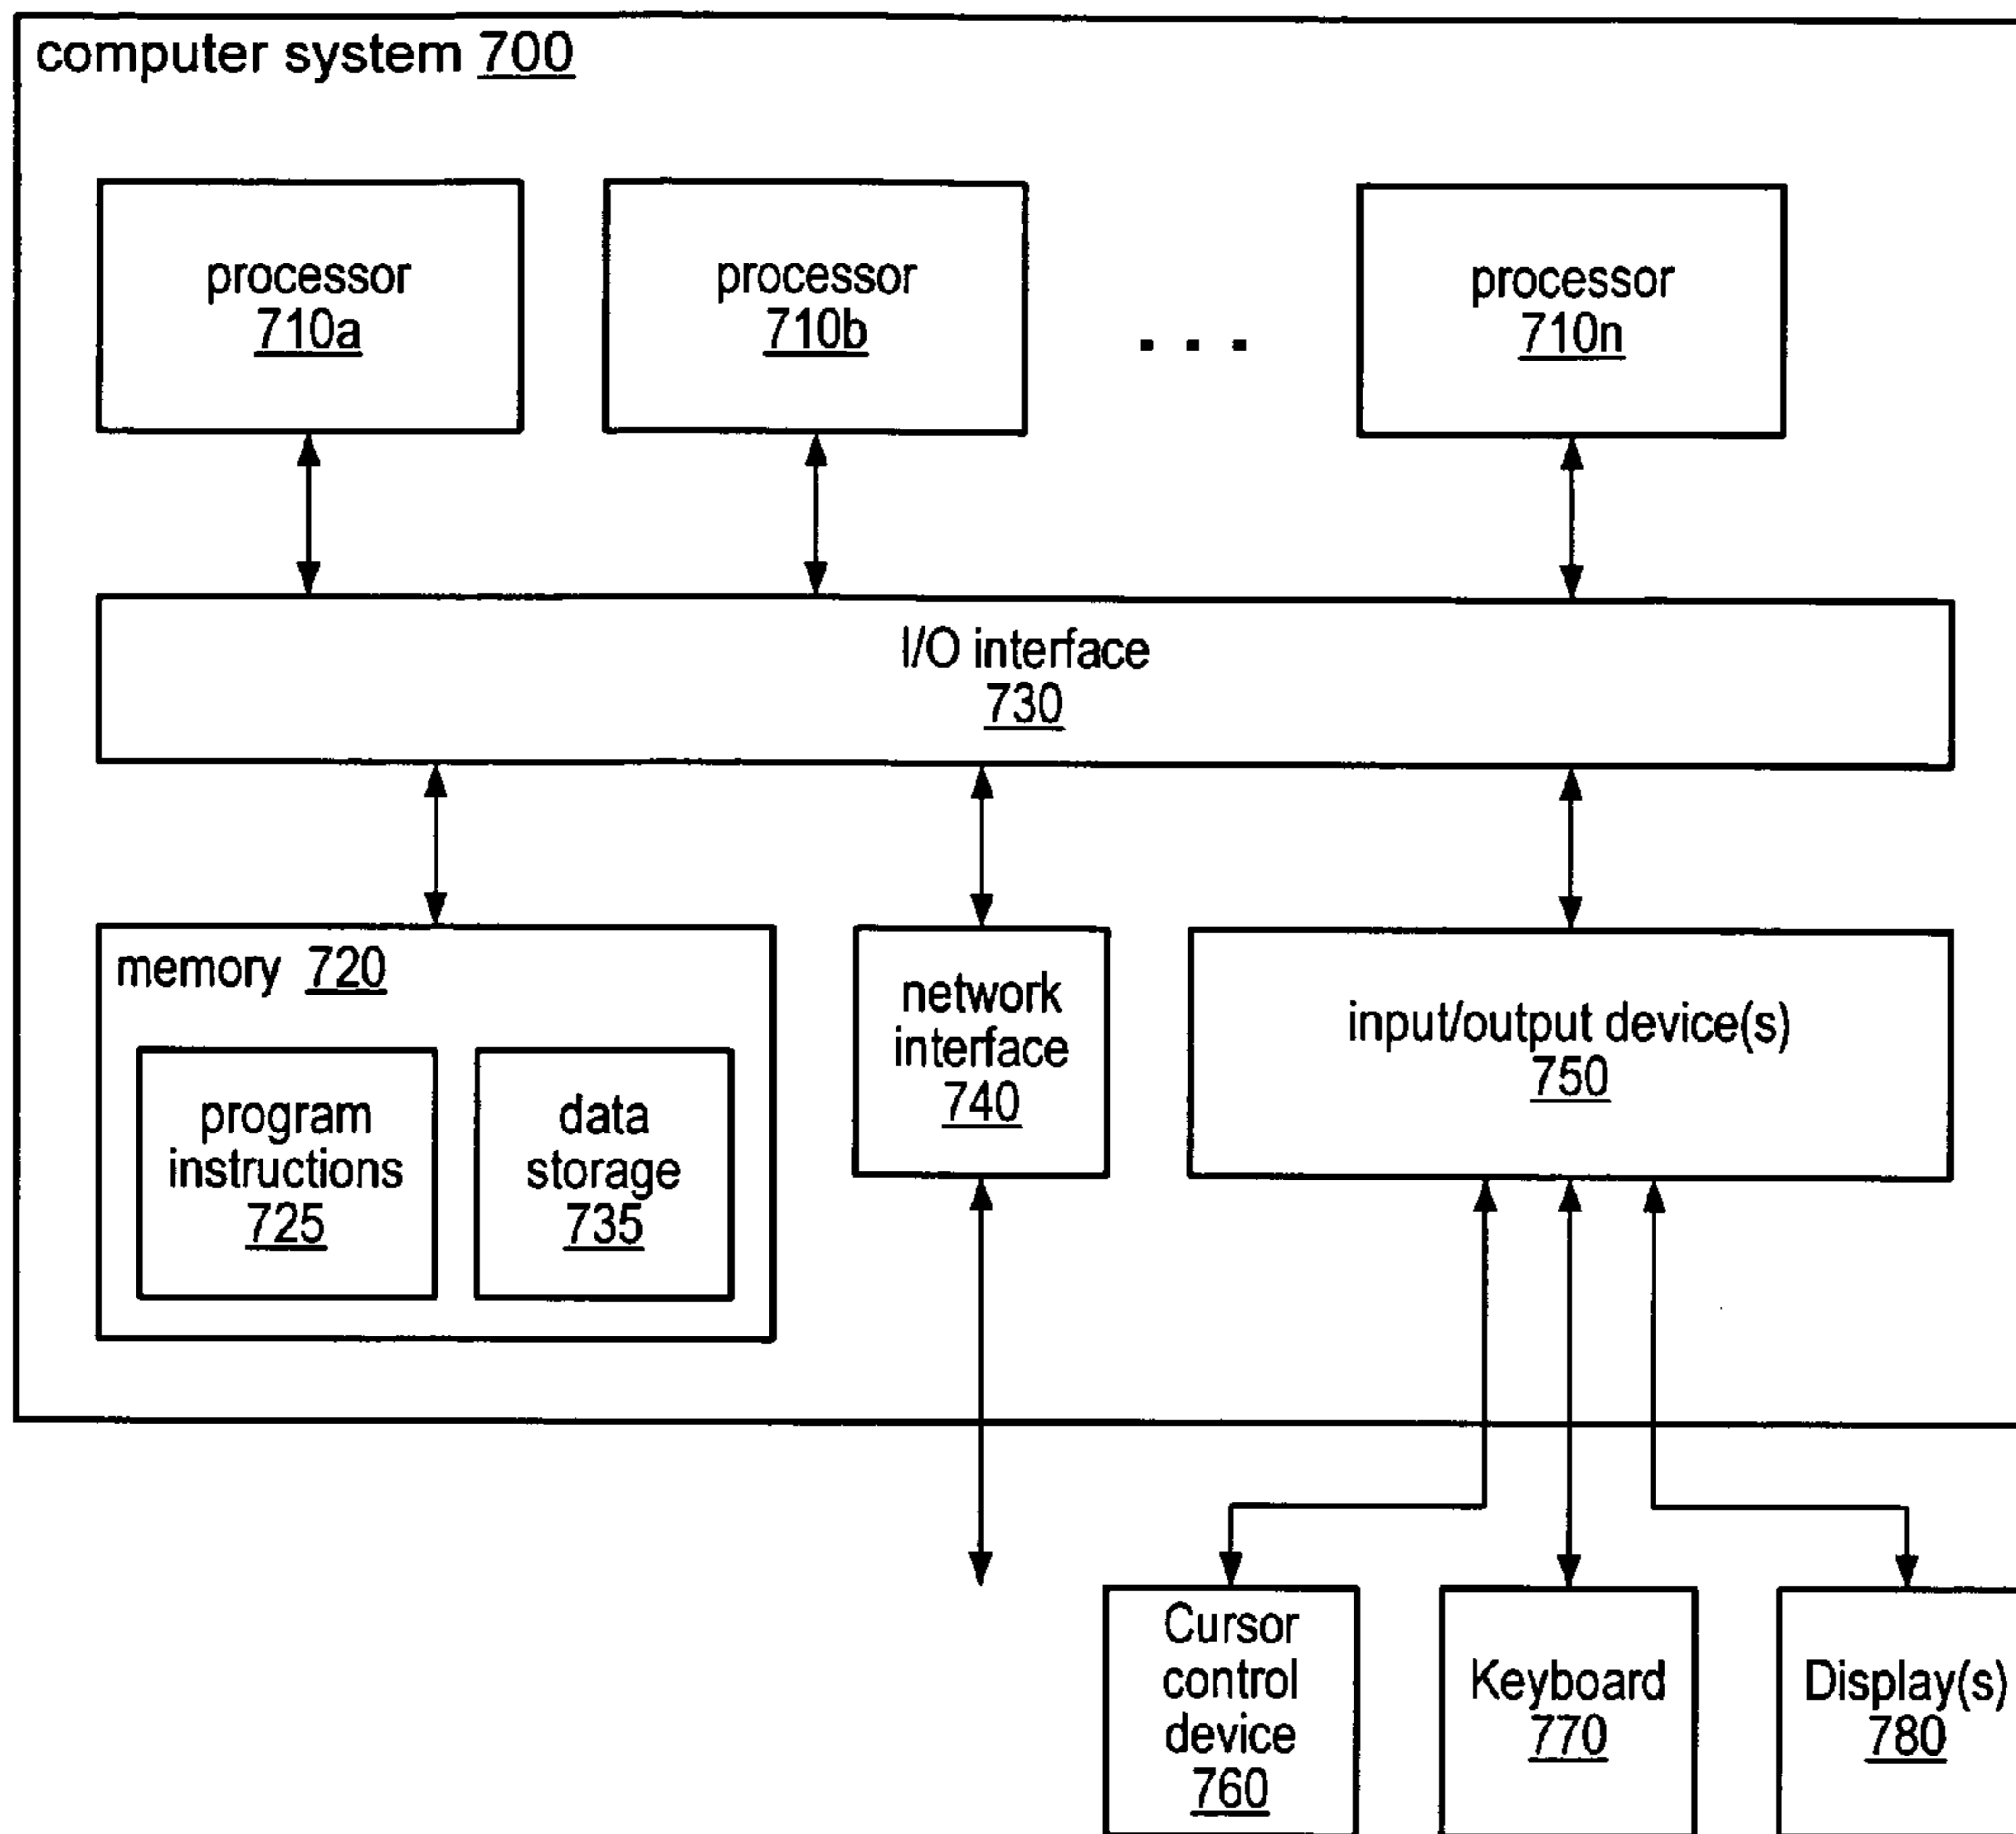 computer system 700
processor
710a
processor
710b
. . .
processor
710n
I/O interface
730
memory 720
program
instructions
725
data
storage
735
network
interface
740
input/output device(s)
750
Cursor
control
device
760
Keyboard
770
Display(s)
780